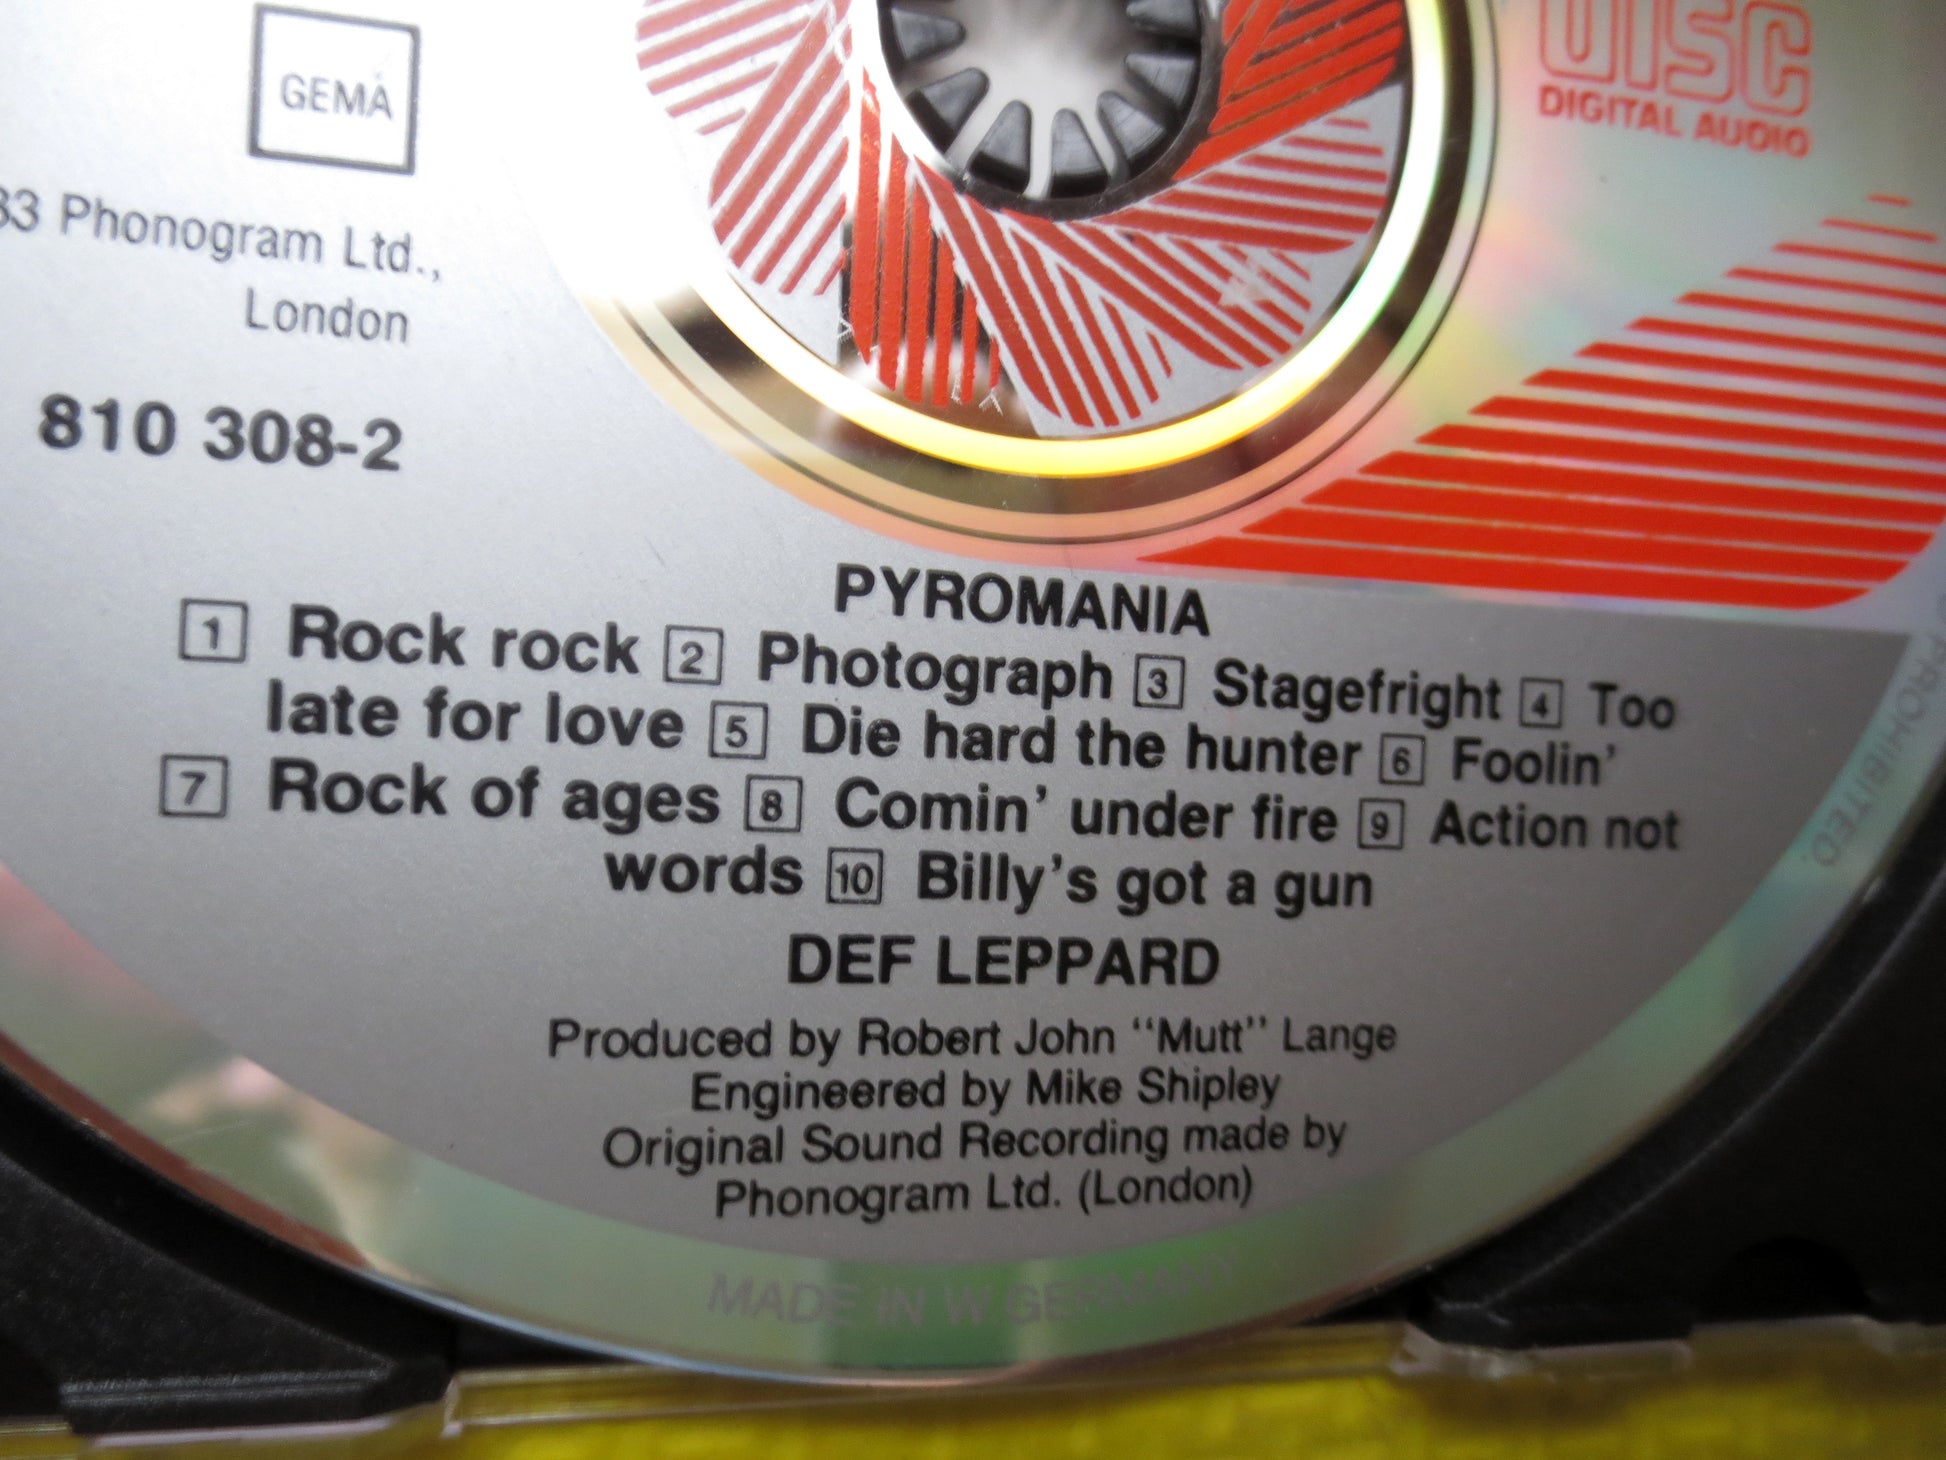 GEMA
DISC
DIGITAL AUDIO
83 Phonogram Ltd.,
London
810 308-2
PYROMANIA
1 Rock rock 2 Photograph 3 Stagefright 4 Too
late for love 5 Die hard the hunter 6 Foolin'
7 Rock of ages 8 Comin' under fire 9 Action not
words 10 Billy's got a gun
DEF LEPPARD
Produced by Robert John "Mutt" Lange
Engineered by Mike Shipley
Original Sound Recording made by
Phonogram Ltd. (London)
MADE IN W. GERMANY
PROHIBITED.